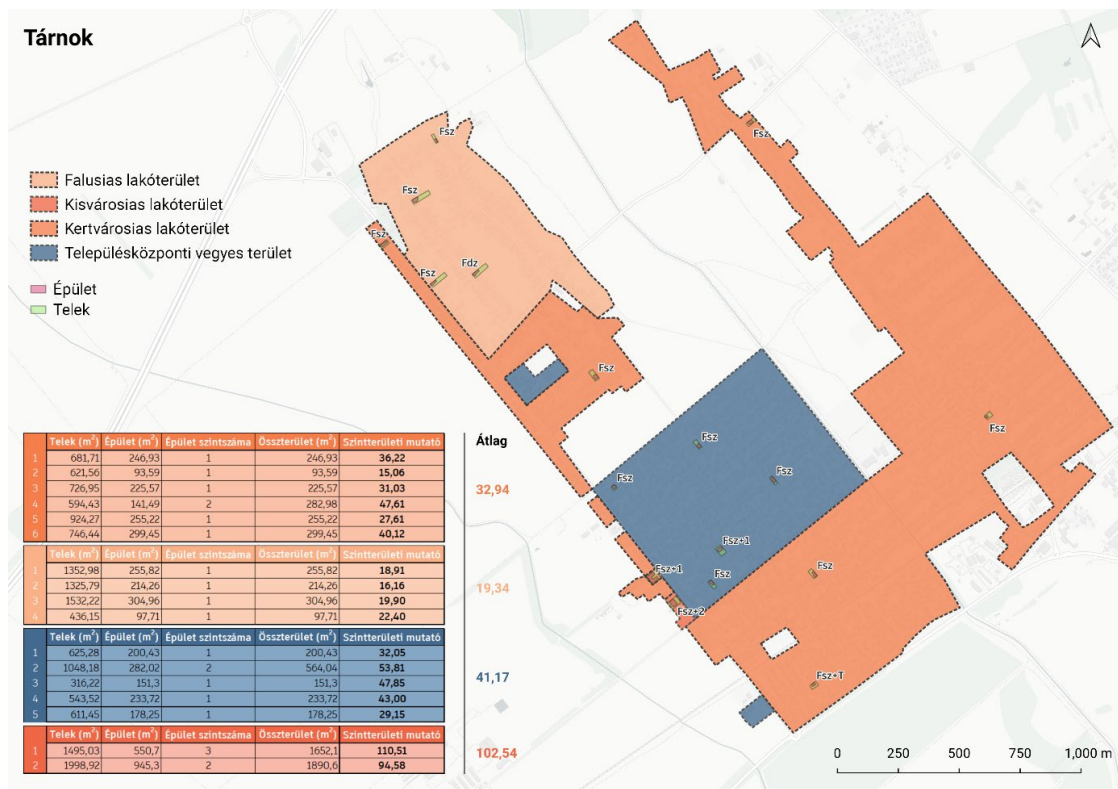 Tárnok
Falusias lakóterület
Kisvárosias lakóterület
Kertvárosias lakóterület
Településközponti vegyes terület
Épület
Telek
Fsz
Fsz
Fsz
Fsz
Fsz
Fdz
Fsz
Fsz
Fsz
Fsz
Fsz
Fsz+1
Fsz+1
Fsz
Fsz
Fsz+2
Fsz+T
Telek (m²) Épület (m²) Épület szintszáma Összterület (m²) Szintterületi mutató
1 681,71 246,93 1 246,93 36,22
2 621,56 93,59 1 93,59 15,06
3 726,95 225,57 1 225,57 31,03
4 594,43 141,49 2 282,98 47,61
5 924,27 255,22 1 255,22 27,61
6 746,44 299,45 1 299,45 40,12
Telek (m²) Épület (m²) Épület szintszáma Összterület (m²) Szintterületi mutató
1 1352,98 255,82 1 255,82 18,91
2 1325,79 214,26 1 214,26 16,16
3 1532,22 304,96 1 304,96 19,90
4 436,15 97,71 1 97,71 22,40
Telek (m²) Épület (m²) Épület szintszáma Összterület (m²) Szintterületi mutató
1 625,28 200,43 1 200,43 32,05
2 1048,18 282,02 2 564,04 53,81
3 316,22 151,3 1 151,3 47,85
4 543,52 233,72 1 233,72 43,00
5 611,45 178,25 1 178,25 29,15
Telek (m²) Épület (m²) Épület szintszáma Összterület (m²) Szintterületi mutató
1 1495,03 550,7 3 1652,1 110,51
2 1998,92 945,3 2 1890,6 94,58
Átlag
32,94
19,34
41,17
102,54
0 250 500 750 1,000 m